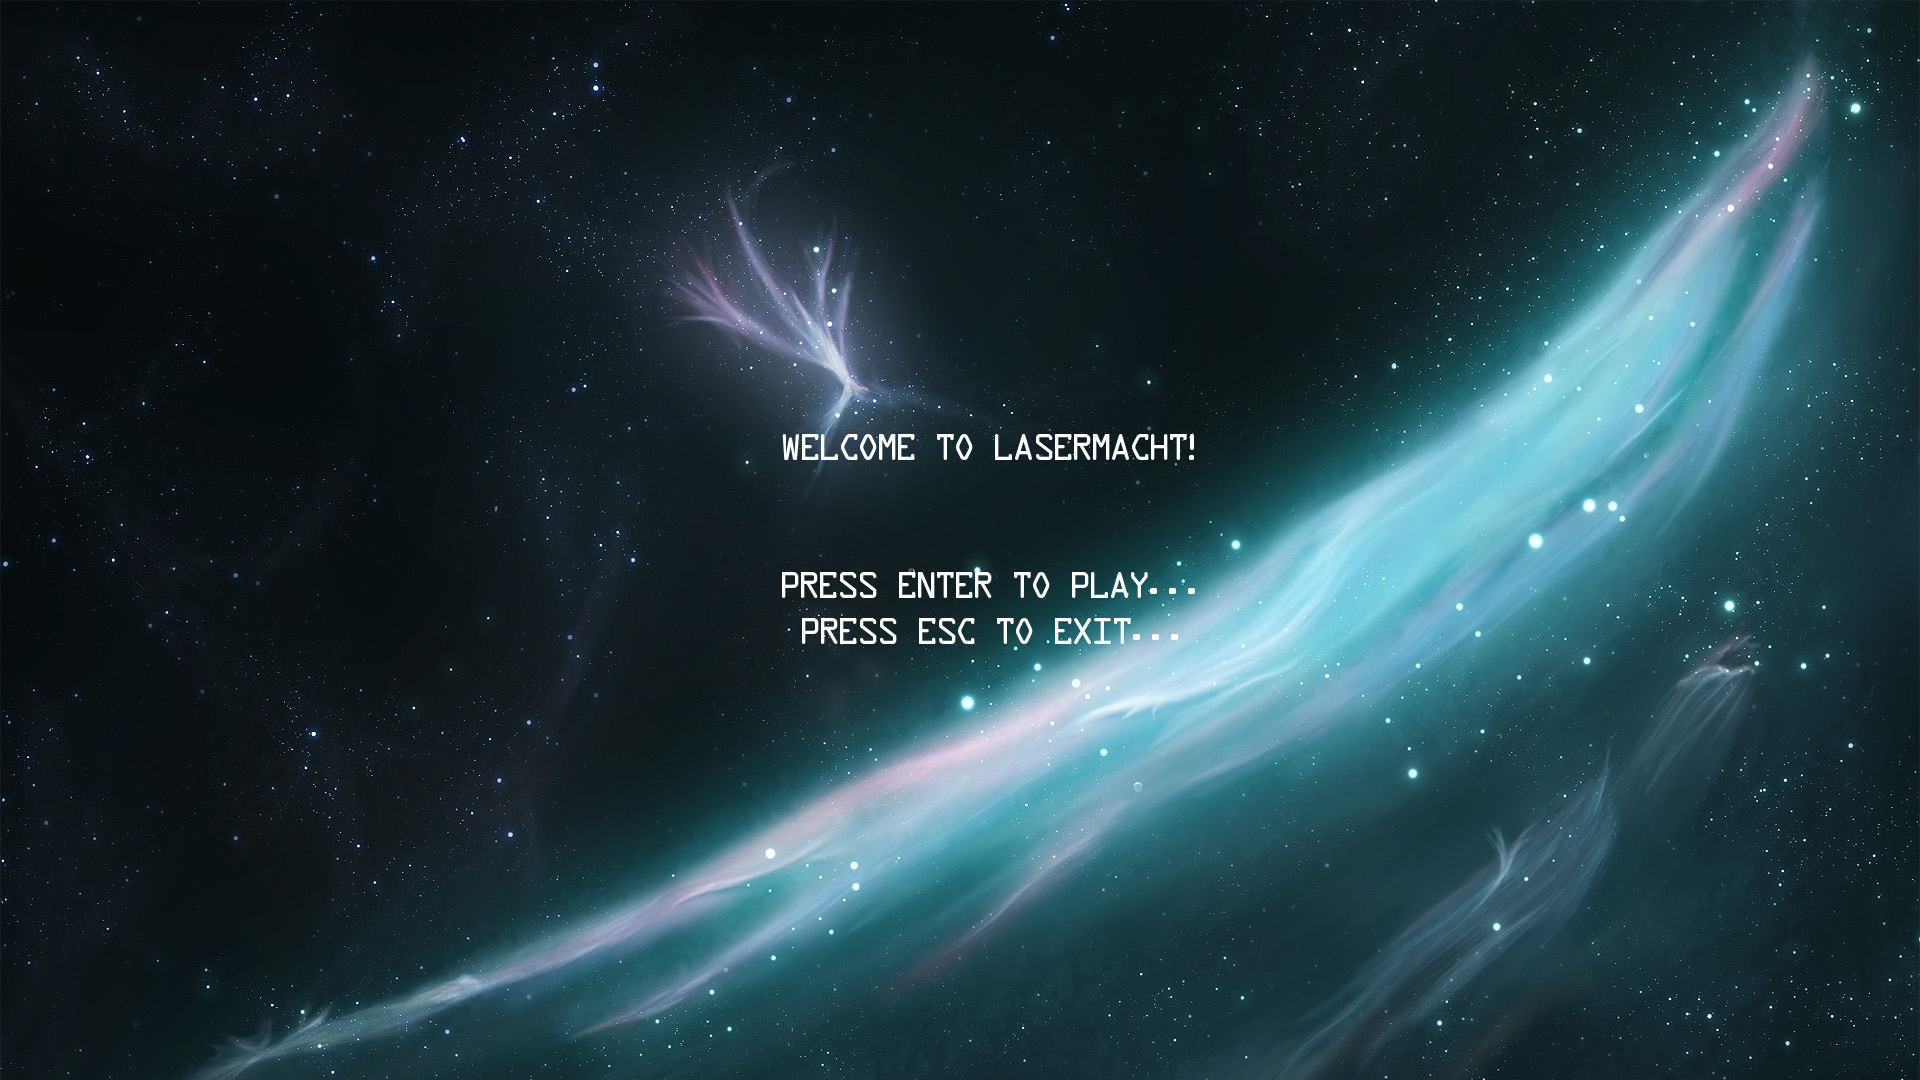 WELCOME TO LASERMACHT!
PRESS ENTER TO PLAY...
PRESS ESC TO EXIT...